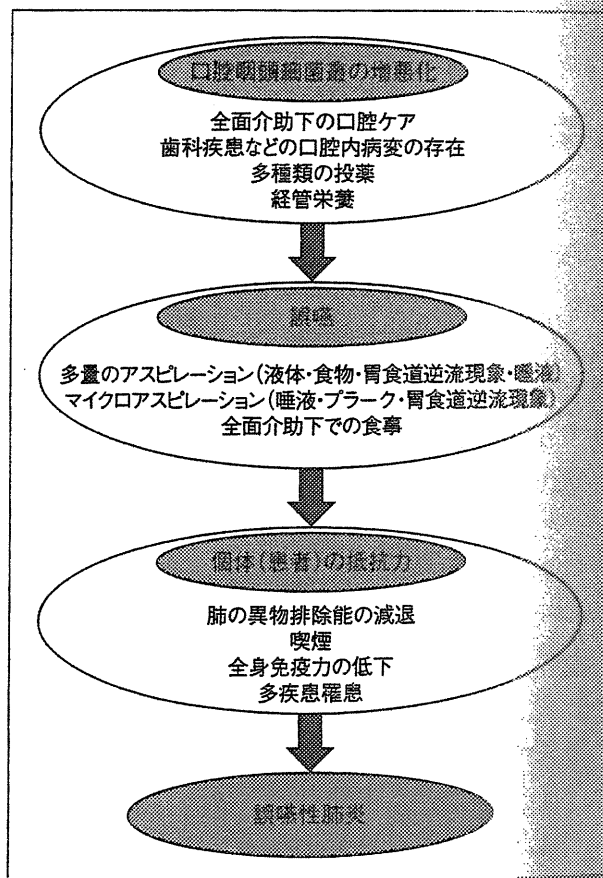 口腔咽頭細菌叢の増悪化
全面介助下の口腔ケア
歯科疾患などの口腔内病変の存在
多種類の投薬
経管栄養
誤嚥
多量のアスピレーション(液体・食物・胃食道逆流現象・唾液)
マイクロアスピレーション(唾液・プラーク・胃食道逆流現象)
全面介助下での食事
個体(患者)の抵抗力
肺の異物排除能の減退
喫煙
全身免疫力の低下
多疾患罹患
誤嚥性肺炎